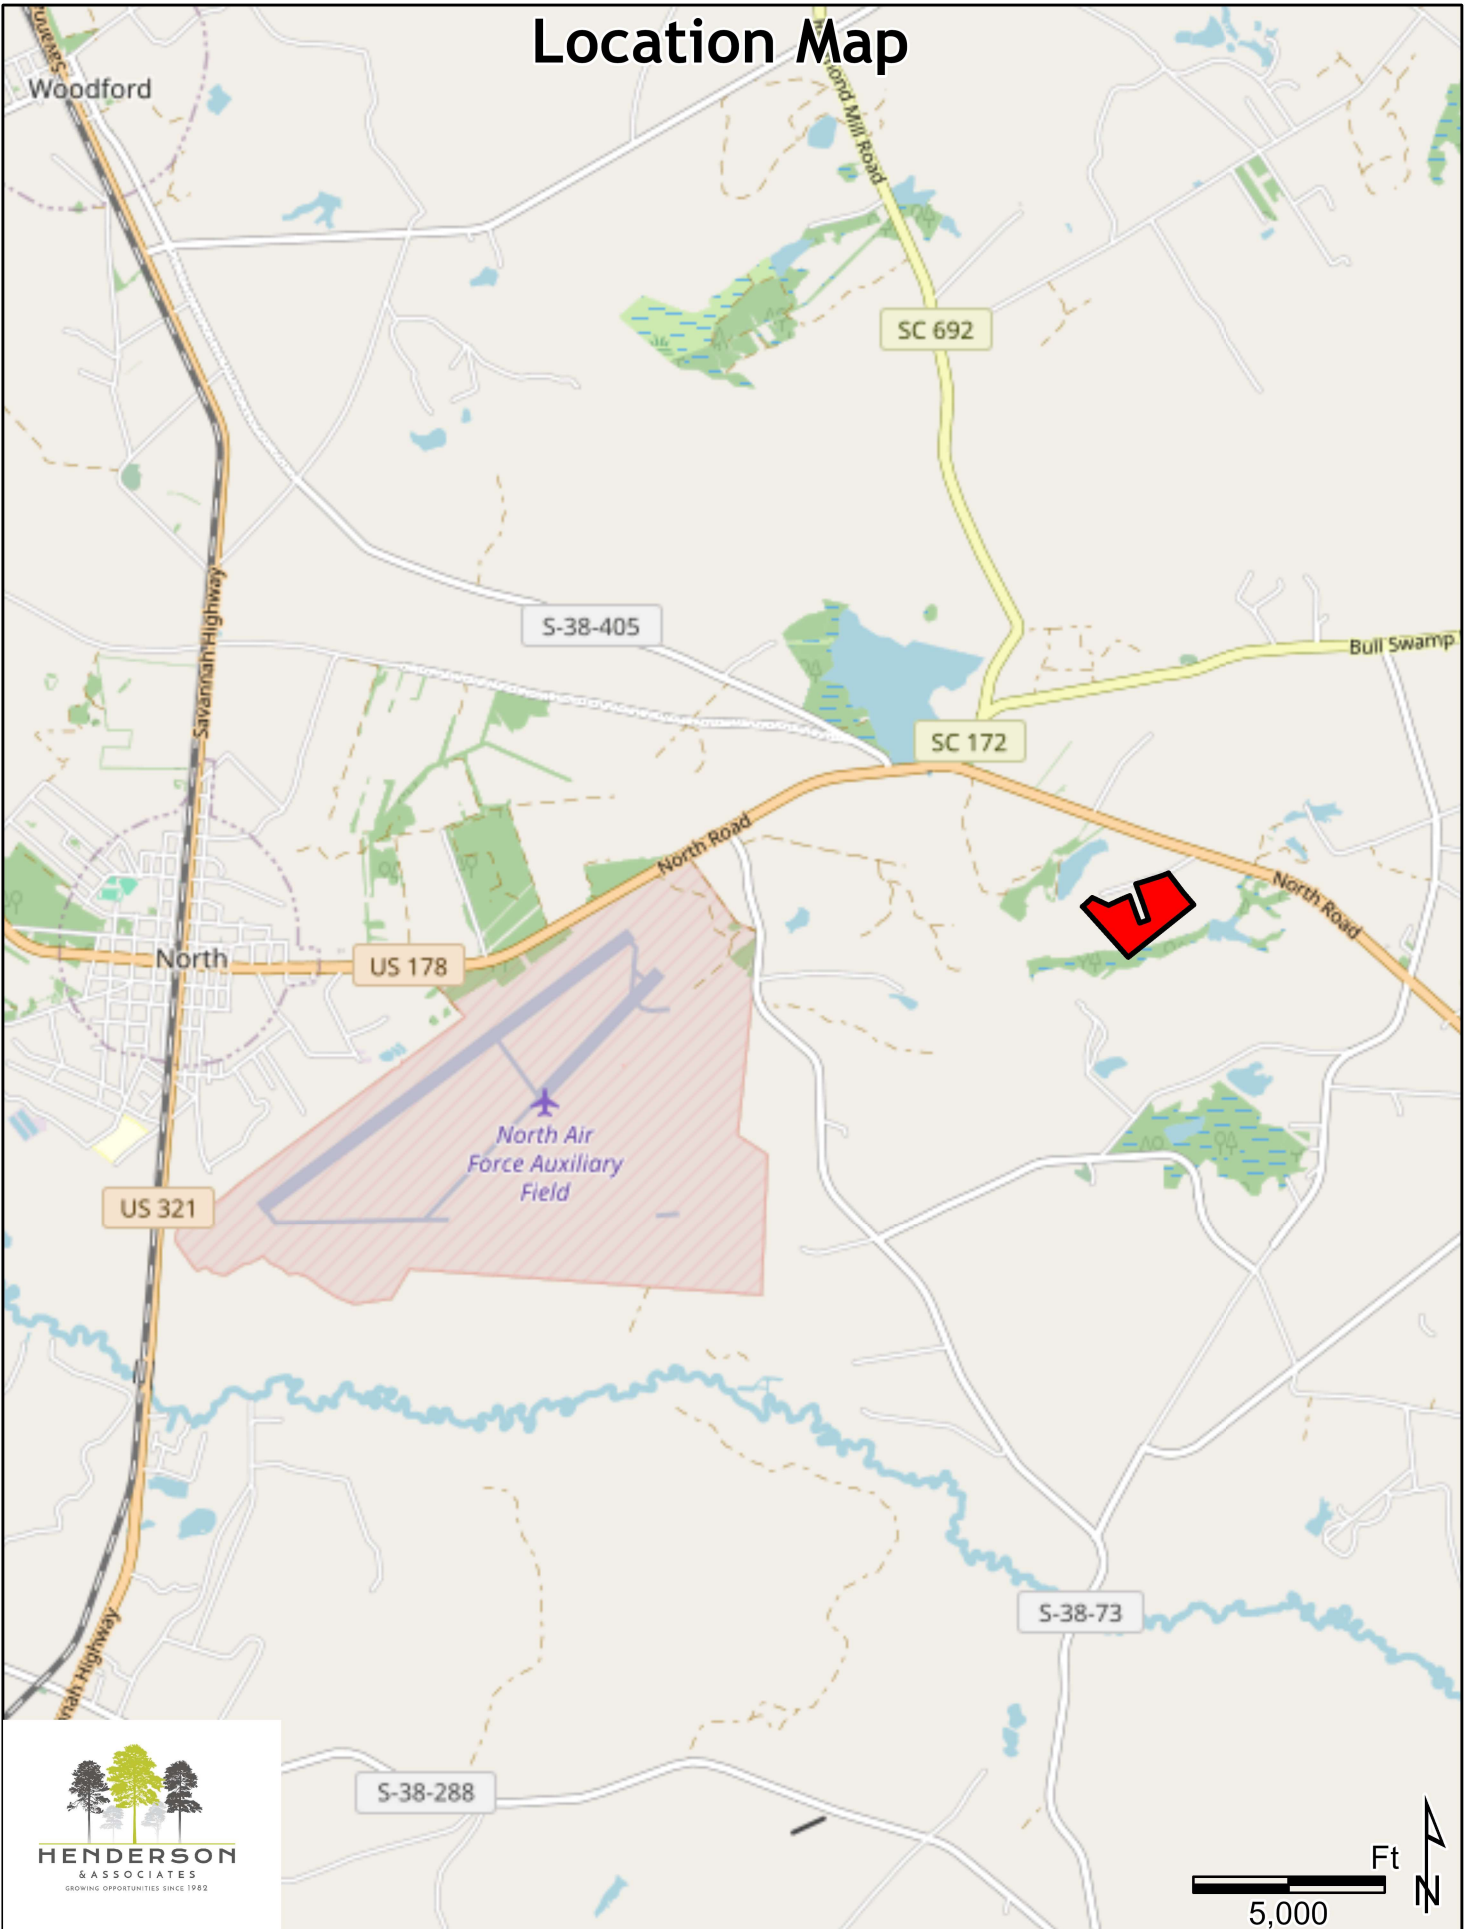 Location Map
Woodford
SC 692
S-38-405
Savannah Highway
Bull Swamp
SC 172
North Road
North Road
North
US 178
North Air
Force Auxiliary
Field
US 321
S-38-73
S-38-288
HENDERSON
& ASSOCIATES
GROWING OPPORTUNITIES SINCE 1982
Ft
5,000
N